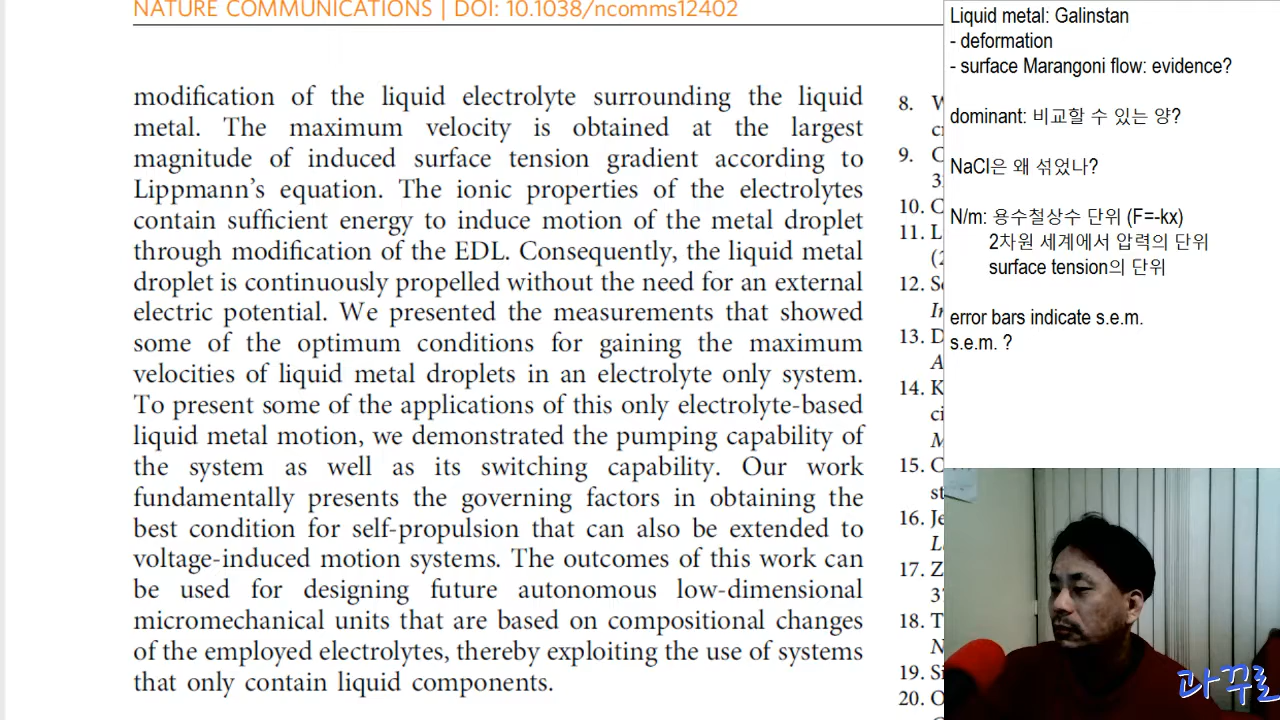 NATURE COMMUNICATIONS | DOI: 10.1038/ncomms12402
modification of the liquid electrolyte surrounding the liquid
metal. The maximum velocity is obtained at the largest
magnitude of induced surface tension gradient according to
Lippmann's equation. The ionic properties of the electrolytes
contain sufficient energy to induce motion of the metal droplet
through modification of the EDL. Consequently, the liquid metal
droplet is continuously propelled without the need for an external
electric potential. We presented the measurements that showed
some of the optimum conditions for gaining the maximum
velocities of liquid metal droplets in an electrolyte only system.
To present some of the applications of this only electrolyte-based
liquid metal motion, we demonstrated the pumping capability of
the system as well as its switching capability. Our work
fundamentally presents the governing factors in obtaining the
best condition for self-propulsion that can also be extended to
voltage-induced motion systems. The outcomes of this work can
be used for designing future autonomous low-dimensional
micromechanical units that are based on compositional changes
of the employed electrolytes, thereby exploiting the use of systems
that only contain liquid components.
8.
9.
10.
11.
12.
13.
14.
15.
16.
17.
18.
19.
20.
Liquid metal: Galinstan
- deformation
- surface Marangoni flow: evidence?
dominant: 비교할 수 있는 양?
NaCl은 왜 섞었나?
N/m: 용수철상수 단위 (F=-kx)
2차원 세계에서 압력의 단위
surface tension의 단위
error bars indicate s.e.m.
s.e.m. ?
과꾸로